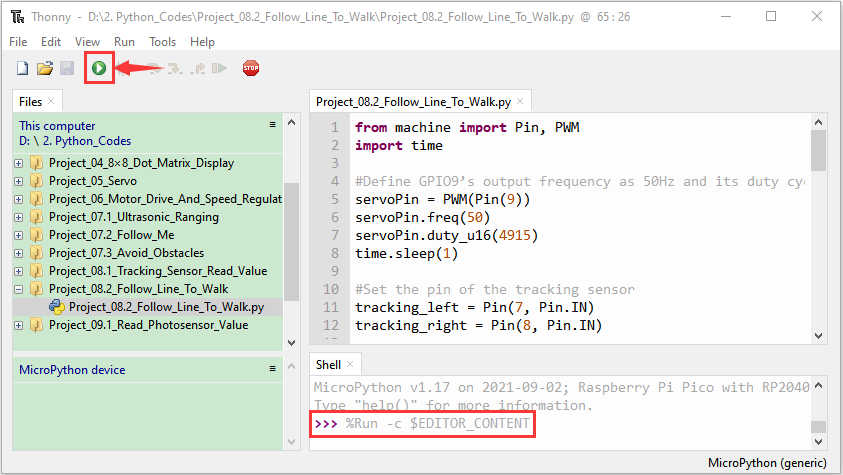 Thonny - D:\2. Python_Codes\Project_08.2_Follow_Line_To_Walk\Project_08.2_Follow_Line_To_Walk.py @ 65 : 26
File Edit View Run Tools Help
STOP
Files ×
This computer
D: \ 2. Python_Codes
Project_04_8×8_Dot_Matrix_Display
Project_05_Servo
Project_06_Motor_Drive_And_Speed_Regulat
Project_07.1_Ultrasonic_Ranging
Project_07.2_Follow_Me
Project_07.3_Avoid_Obstacles
Project_08.1_Tracking_Sensor_Read_Value
Project_08.2_Follow_Line_To_Walk
Project_08.2_Follow_Line_To_Walk.py
Project_09.1_Read_Photosensor_Value
MicroPython device
Project_08.2_Follow_Line_To_Walk.py ×
1 from machine import Pin, PWM
2 import time
3
4 #Define GPIO9’s output frequency as 50Hz and its duty cyc
5 servoPin = PWM(Pin(9))
6 servoPin.freq(50)
7 servoPin.duty_u16(4915)
8 time.sleep(1)
9
10 #Set the pin of the tracking sensor
11 tracking_left = Pin(7, Pin.IN)
12 tracking_right = Pin(8, Pin.IN)
Shell ×
MicroPython v1.17 on 2021-09-02; Raspberry Pi Pico with RP2040
Type "help()" for more information.
>>> %Run -c $EDITOR_CONTENT
MicroPython (generic)